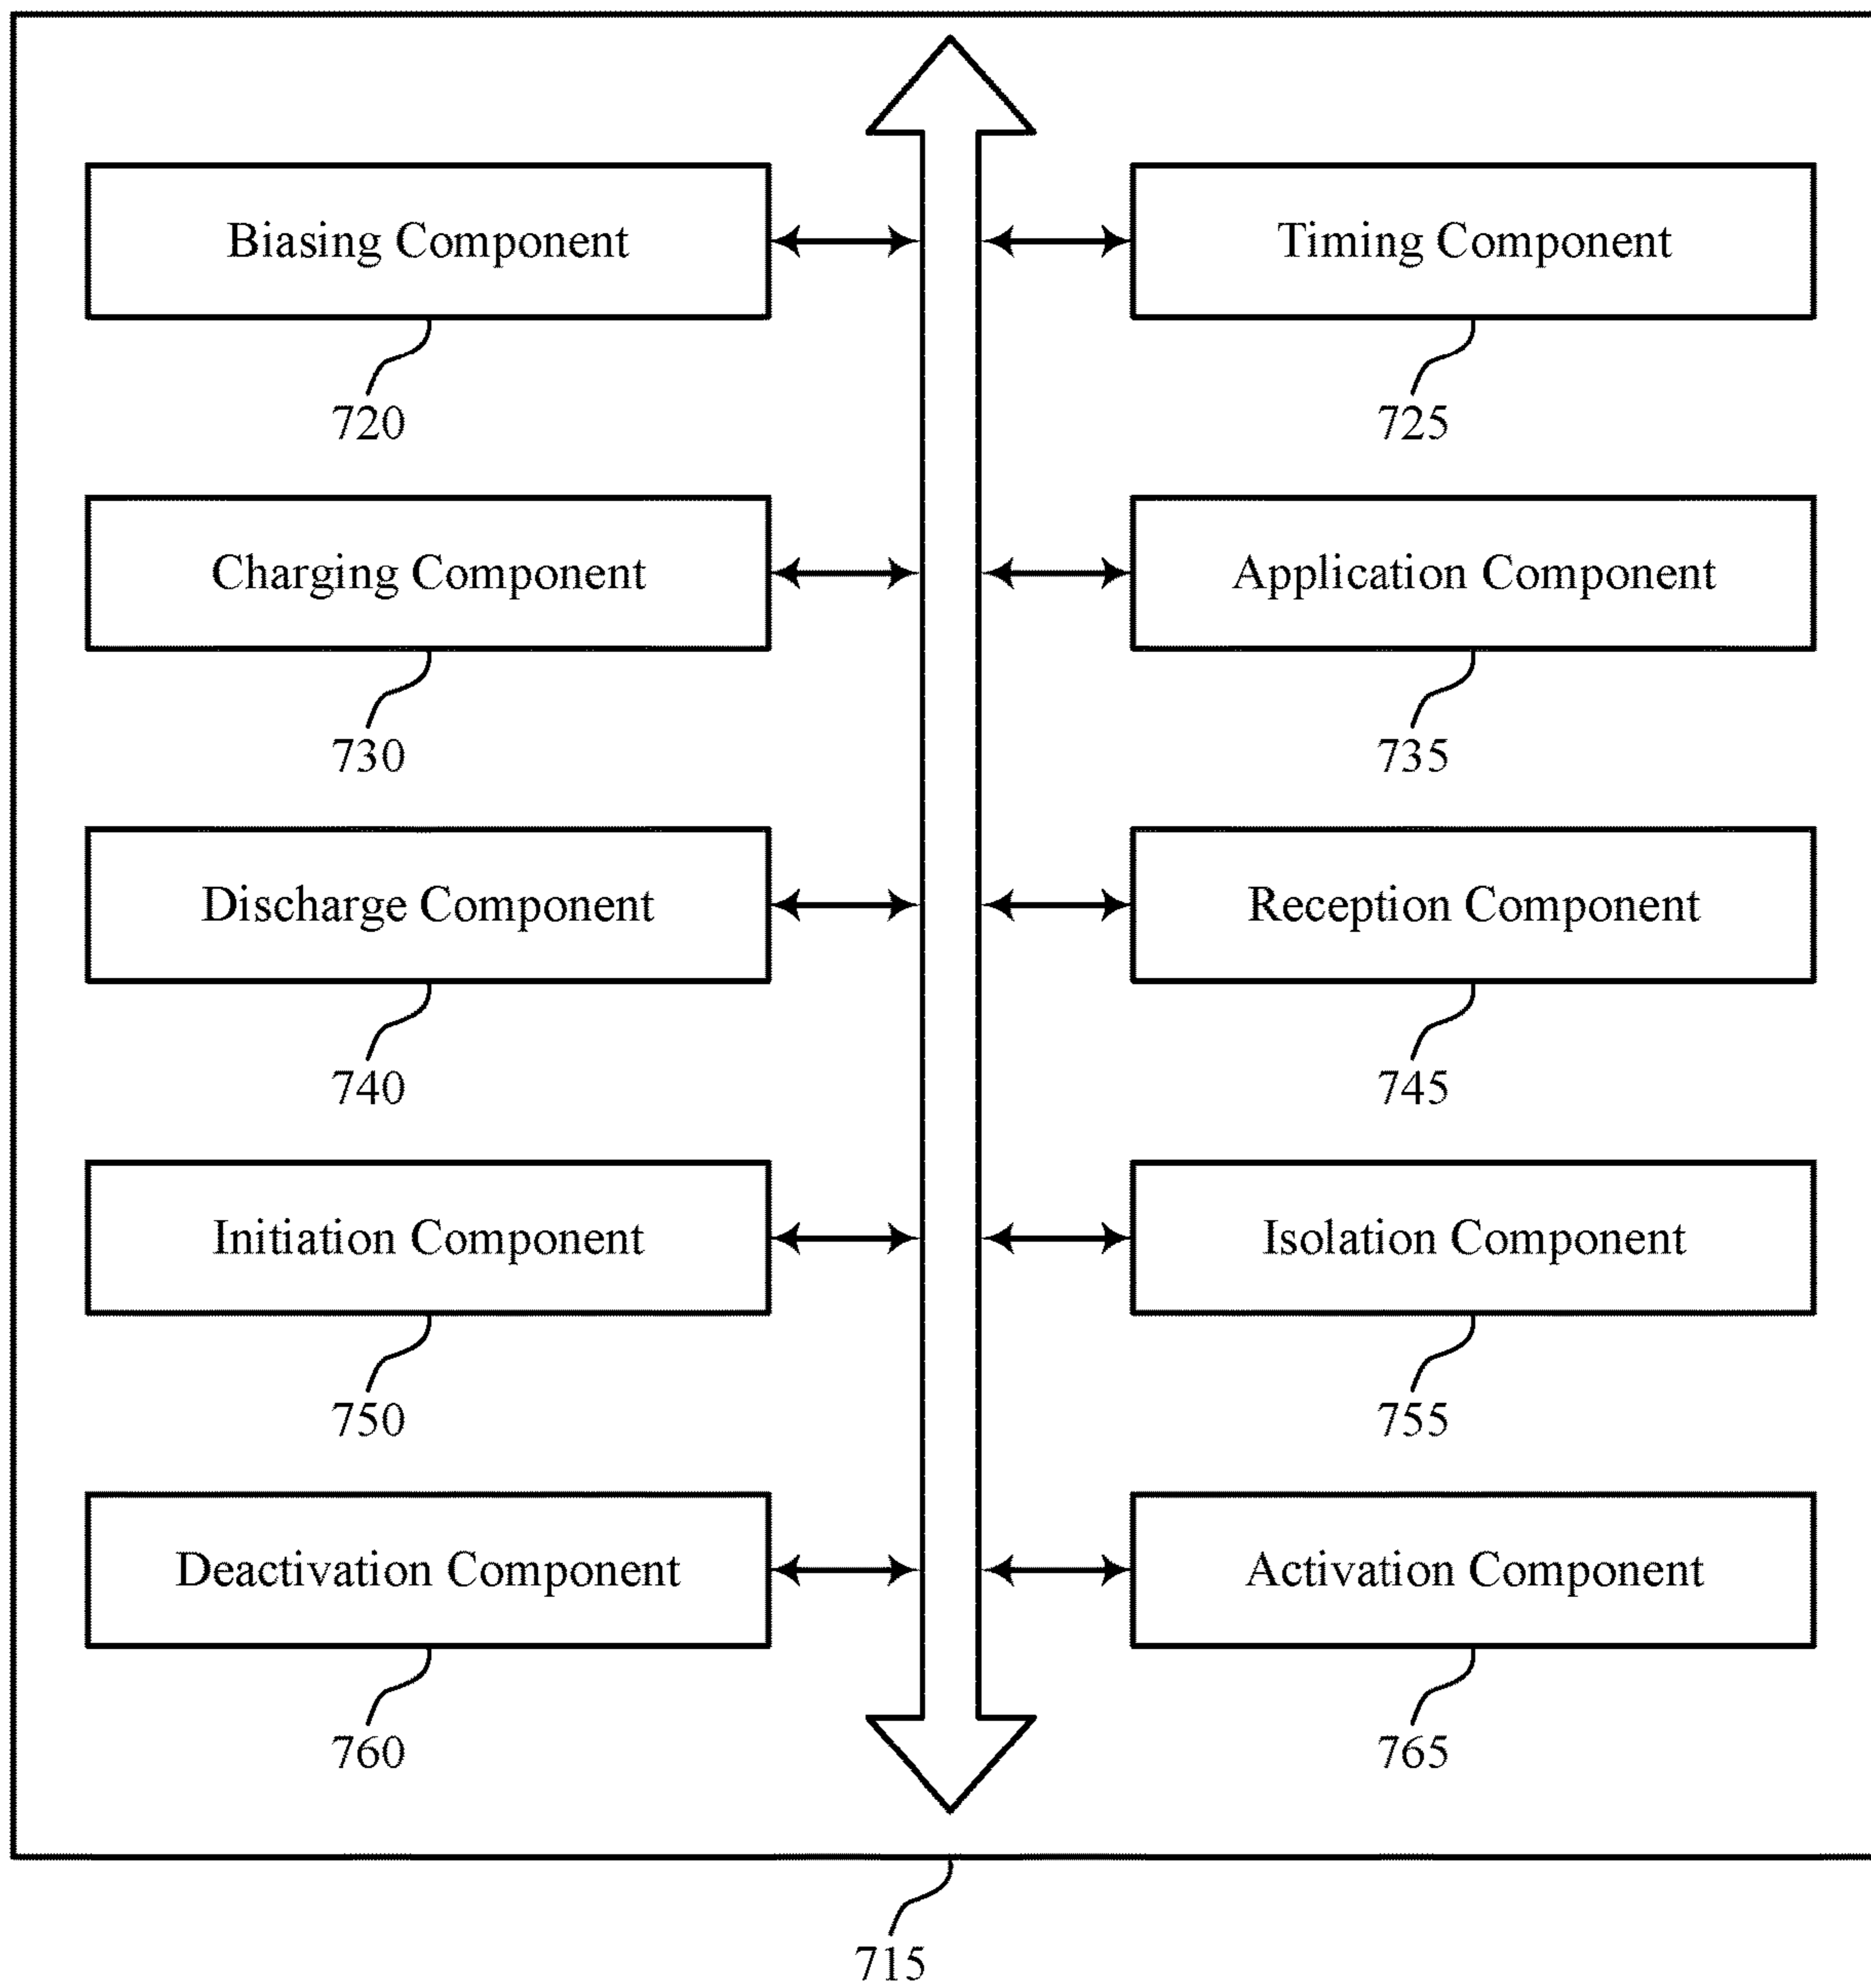 Biasing Component
Timing Component
720
725
Charging Component
Application Component
730
735
Discharge Component
Reception Component
740
745
Initiation Component
Isolation Component
750
755
Deactivation Component
Activation Component
760
765
715